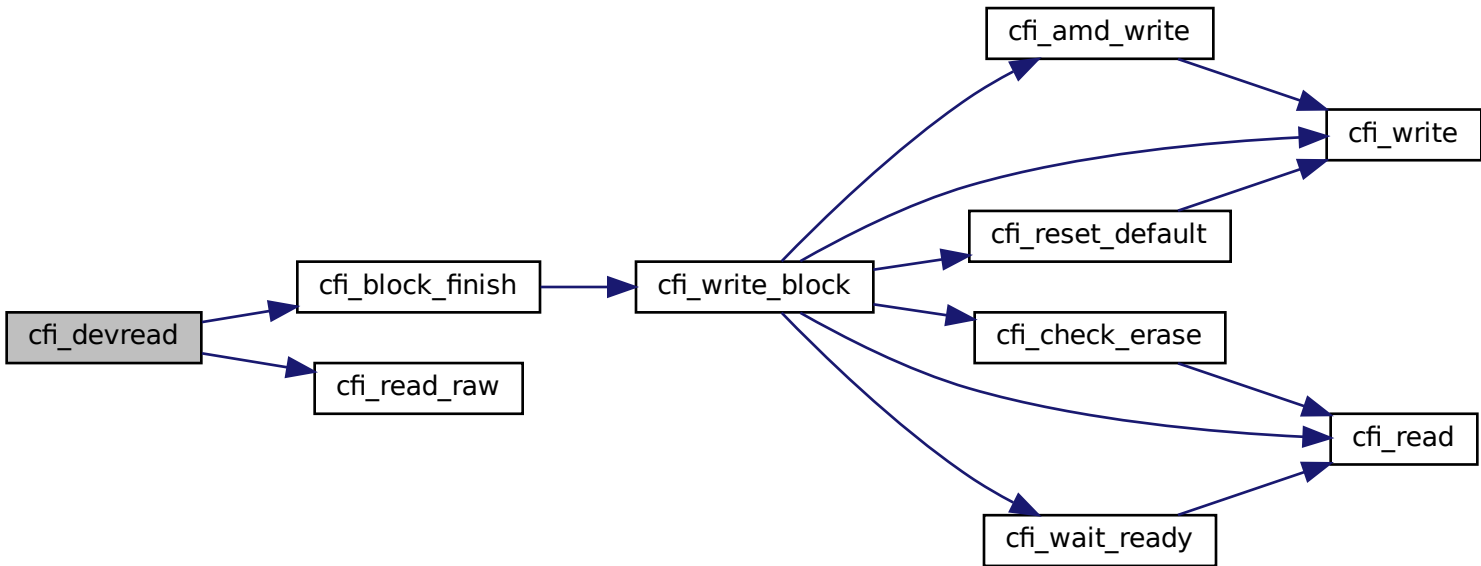 cfi_amd_write
cfi_write
cfi_reset_default
cfi_block_finish
cfi_write_block
cfi_devread
cfi_check_erase
cfi_read_raw
cfi_read
cfi_wait_ready